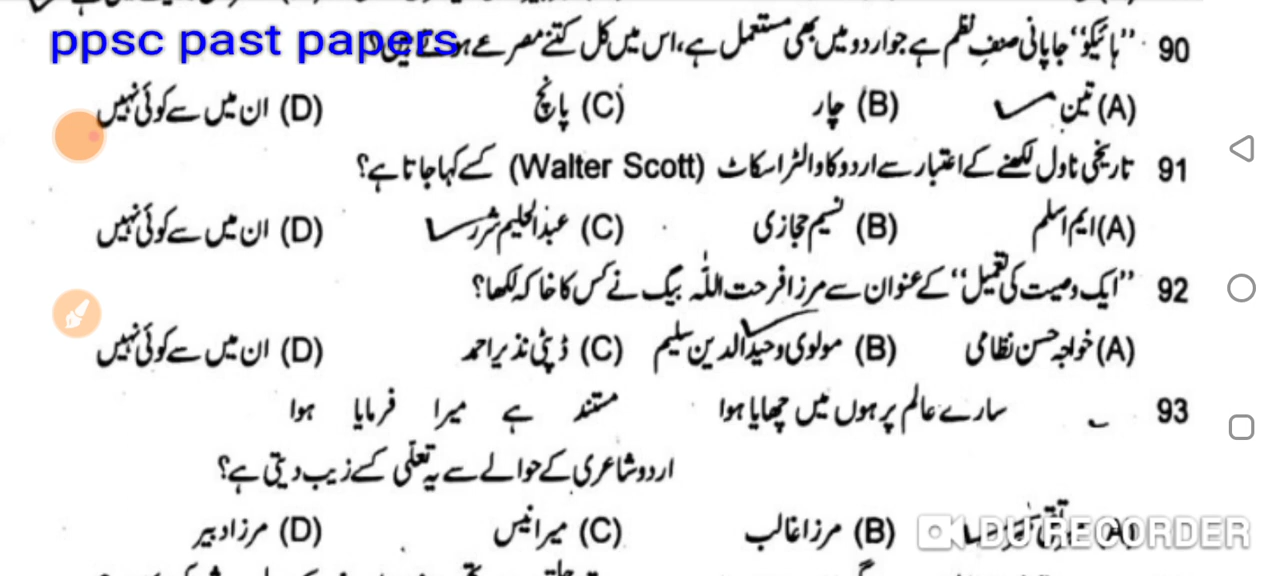 ppsc past papers
90 ’’ہائیکو‘‘ جاپانی صنفِ نظم ہے جو اردو میں بھی مستعمل ہے، اس میں کل کتنے مصرعے ہوتے ہیں؟
(A) تین (B) چار (C) پانچ (D) ان میں سے کوئی نہیں
91 تاریخی ناول لکھنے کے اعتبار سے اردو کا والٹر اسکاٹ (Walter Scott) کسے کہا جاتا ہے؟
(A) ایم اسلم (B) نسیم حجازی (C) عبدالحلیم شرر (D) ان میں سے کوئی نہیں
92 ’’ایک وصیت کی تعمیل‘‘ کے عنوان سے مرزا فرحت اللہ بیگ نے کس کا خاکہ لکھا؟
(A) خواجہ حسن نظامی (B) مولوی وحید الدین سلیم (C) ڈپٹی نذیر احمد (D) ان میں سے کوئی نہیں
93 سارے عالم پر ہوں میں چھایا ہوا مستند ہے میرا فرمایا ہوا
اردو شاعری کے حوالے سے یہ تعلّی کسے زیب دیتی ہے؟
(A) (B) مرزا غالب (C) میر انیس (D) مرزا دبیر
DU RECORDER